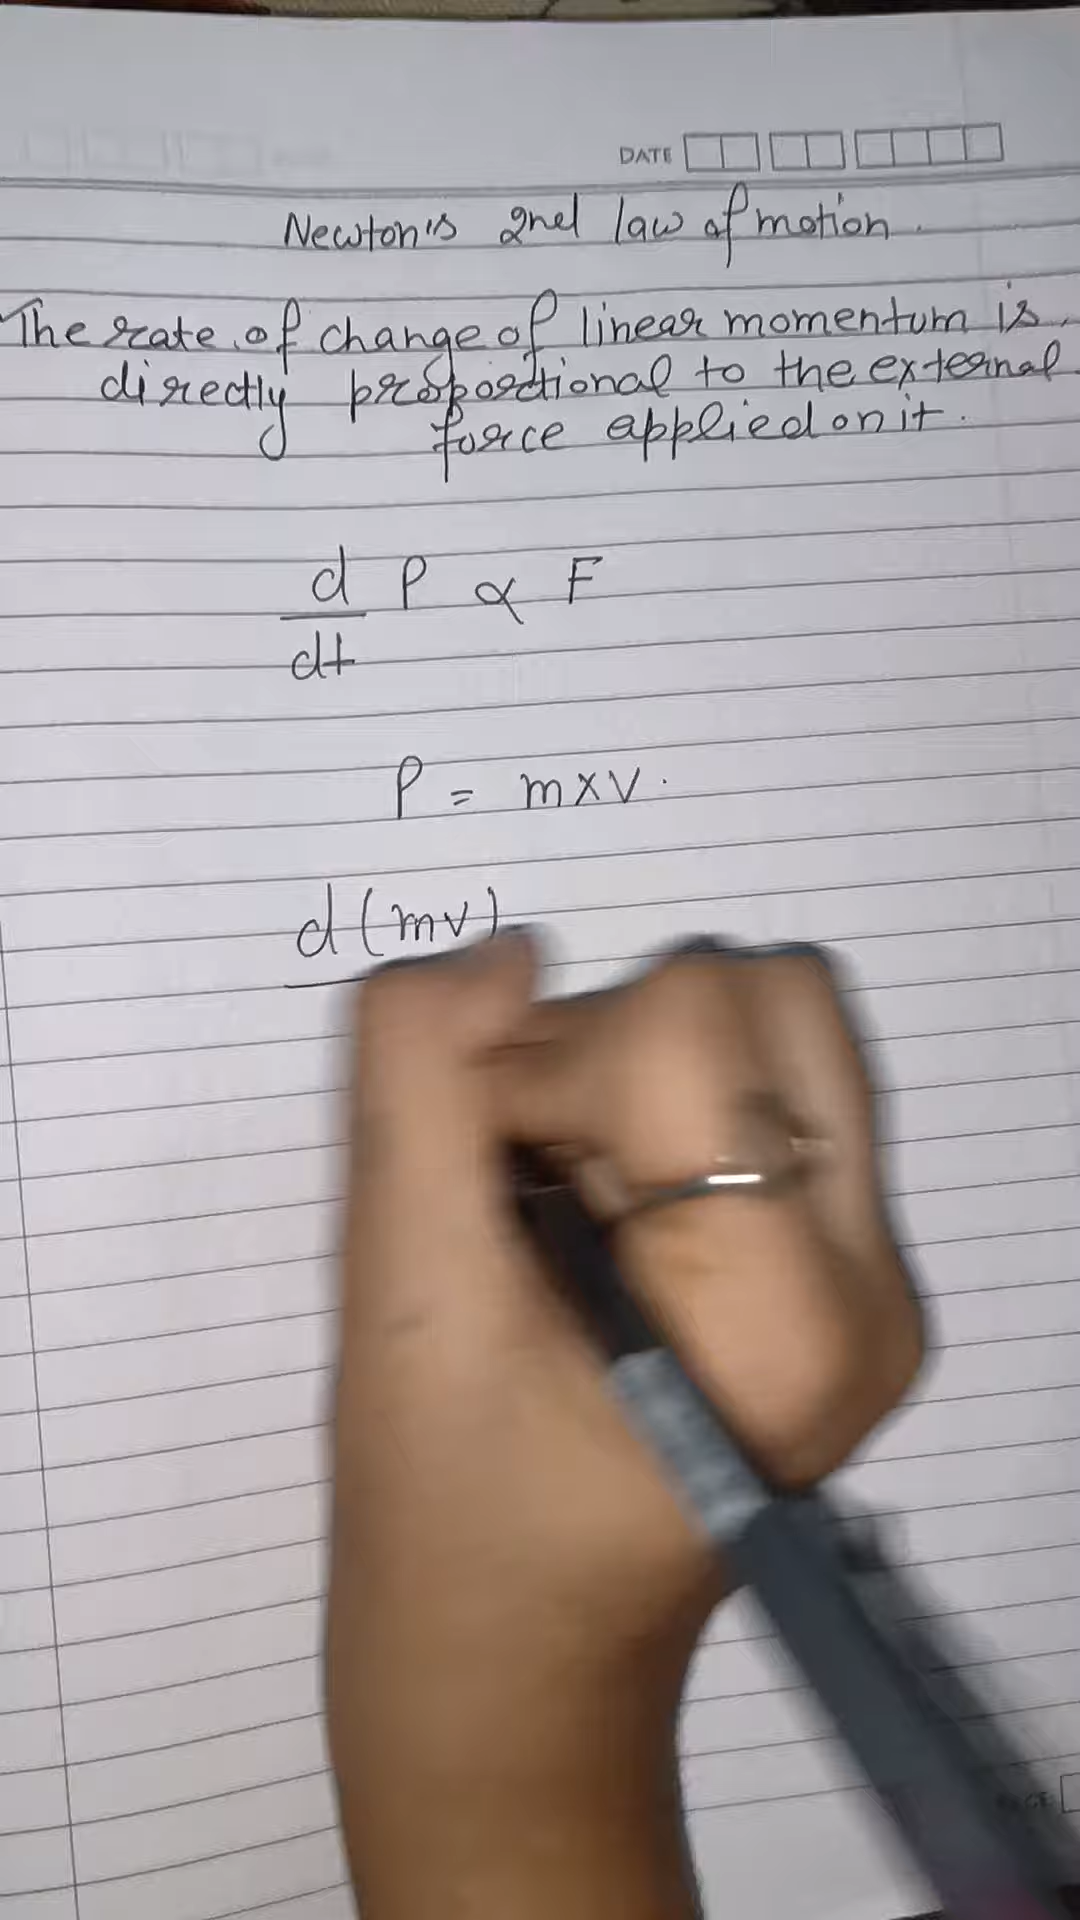 DATE
Newton's 2nd law of motion.
The rate of change of linear momentum is
directly proportional to the external
force applied on it.
d P ∝ F
dt
P = m x v.
d(mv)